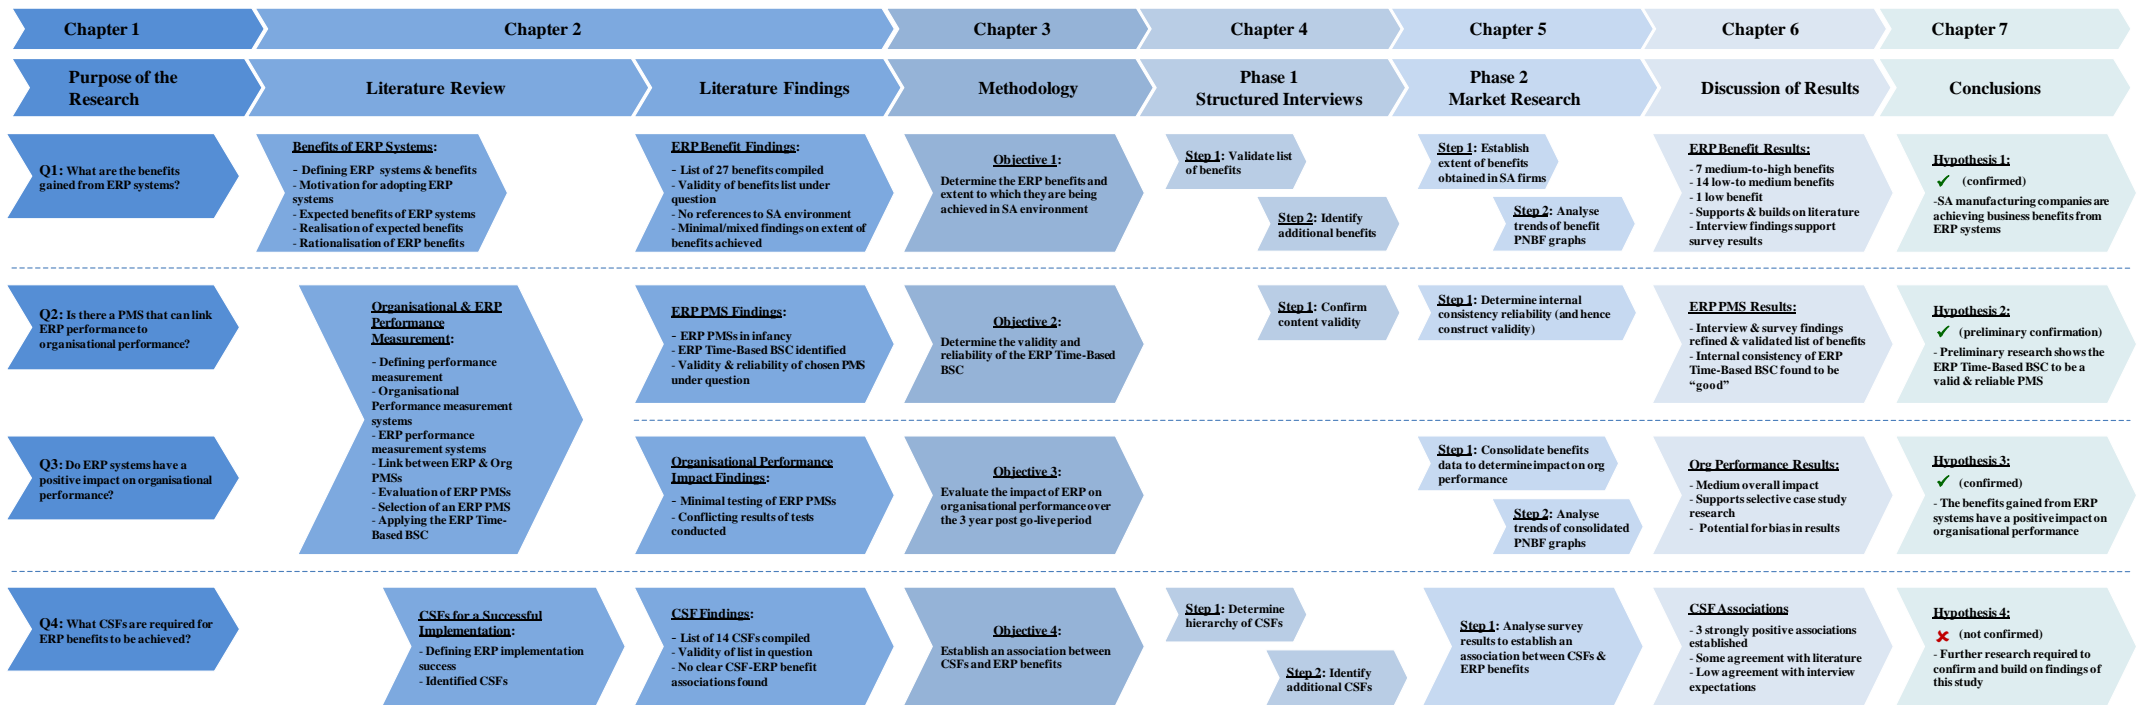 Chapter 1
Chapter 2
Chapter 3
Chapter 4
Chapter 5
Chapter 6
Chapter 7
Purpose of the
Research
Literature Review
Literature Findings
Methodology
Phase 1
Structured Interviews
Phase 2
Market Research
Discussion of Results
Conclusions
Q1: What are the benefits
gained from ERP systems?
Benefits of ERP Systems:
- Defining ERP systems & benefits
- Motivation for adopting ERP
systems
- Expected benefits of ERP systems
- Realisation of expected benefits
- Rationalisation of ERP benefits
ERP Benefit Findings:
- List of 27 benefits compiled
- Validity of benefits list under
question
- No references to SA environment
- Minimal/mixed findings on extent of
benefits achieved
Objective 1:
Determine the ERP benefits and
extent to which they are being
achieved in SA environment
Step 1: Validate list
of benefits
Step 2: Identify
additional benefits
Step 1: Establish
extent of benefits
obtained in SA firms
Step 2: Analyse
trends of benefit
PNBF graphs
ERP Benefit Results:
- 7 medium-to-high benefits
- 14 low-to medium benefits
- 1 low benefit
- Supports & builds on literature
- Interview findings support
survey results
Hypothesis 1:
✓ (confirmed)
-SA manufacturing companies are
achieving business benefits from
ERP systems
Q2: Is there a PMS that can link
ERP performance to
organisational performance?
Organisational & ERP
Performance
Measurement:
- Defining performance
measurement
- Organisational
Performance measurement
systems
- ERP performance
measurement systems
- Link between ERP & Org
PMSs
- Evaluation of ERP PMSs
- Selection of an ERP PMS
- Applying the ERP Time-
Based BSC
ERP PMS Findings:
- ERP PMSs in infancy
- ERP Time-Based BSC identified
- Validity & reliability of chosen PMS
under question
Objective 2:
Determine the validity and
reliability of the ERP Time-Based
BSC
Step 1: Confirm
content validity
Step 1: Determine internal
consistency reliability (and hence
construct validity)
ERP PMS Results:
- Interview & survey findings
refined & validated list of benefits
- Internal consistency of ERP
Time-Based BSC found to be
“good”
Hypothesis 2:
✓ (preliminary confirmation)
- Preliminary research shows the
ERP Time-Based BSC to be a
valid & reliable PMS
Q3: Do ERP systems have a
positive impact on organisational
performance?
Organisational Performance
Impact Findings:
- Minimal testing of ERP PMSs
- Conflicting results of tests
conducted
Objective 3:
Evaluate the impact of ERP on
organisational performance over
the 3 year post go-live period
Step 1: Consolidate benefits
data to determine impact on org
performance
Step 2: Analyse
trends of consolidated
PNBF graphs
Org Performance Results:
- Medium overall impact
- Supports selective case study
research
- Potential for bias in results
Hypothesis 3:
✓ (confirmed)
- The benefits gained from ERP
systems have a positive impact on
organisational performance
Q4: What CSFs are required for
ERP benefits to be achieved?
CSFs for a Successful
Implementation:
- Defining ERP implementation
success
- Identified CSFs
CSF Findings:
- List of 14 CSFs compiled
- Validity of list in question
- No clear CSF-ERP benefit
associations found
Objective 4:
Establish an association between
CSFs and ERP benefits
Step 1: Determine
hierarchy of CSFs
Step 2: Identify
additional CSFs
Step 1: Analyse survey
results to establish an
association between CSFs &
ERP benefits
CSF Associations
- 3 strongly positive associations
established
- Some agreement with literature
- Low agreement with interview
expectations
Hypothesis 4:
✘ (not confirmed)
- Further research required to
confirm and build on findings of
this study